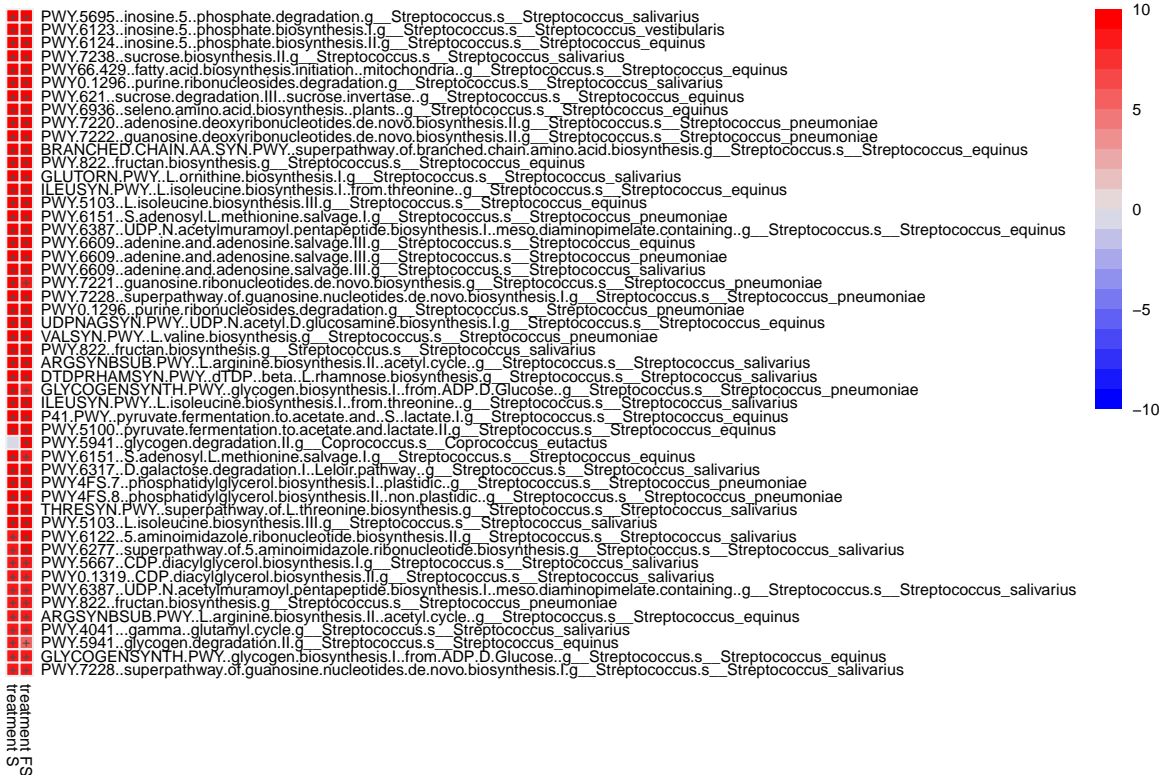 PWY.5695..inosine.5..phosphate.degradation.g__Streptococcus.s__Streptococcus_salivarius
PWY.6123..inosine.5..phosphate.biosynthesis.I.g__Streptococcus.s__Streptococcus_vestibularis
PWY.6124..inosine.5..phosphate.biosynthesis.II.g__Streptococcus.s__Streptococcus_equinus
PWY.7238..sucrose.biosynthesis.II.g__Streptococcus.s__Streptococcus_salivarius
PWY66.429..fatty.acid.biosynthesis.initiation..mitochondria..g__Streptococcus.s__Streptococcus_equinus
PWY0.1296..purine.ribonucleosides.degradation.g__Streptococcus.s__Streptococcus_salivarius
PWY.621..sucrose.degradation.III..sucrose.invertase..g__Streptococcus.s__Streptococcus_equinus
PWY.6936..seleno.amino.acid.biosynthesis..plants..g__Streptococcus.s__Streptococcus_equinus
PWY.7220..adenosine.deoxyribonucleotides.de.novo.biosynthesis.II.g__Streptococcus.s__Streptococcus_pneumoniae
PWY.7222..guanosine.deoxyribonucleotides.de.novo.biosynthesis.II.g__Streptococcus.s__Streptococcus_pneumoniae
BRANCHED.CHAIN.AA.SYN.PWY..superpathway.of.branched.chain.amino.acid.biosynthesis.g__Streptococcus.s__Streptococcus_equinus
PWY.822..fructan.biosynthesis.g__Streptococcus.s__Streptococcus_equinus
GLUTORN.PWY..L.ornithine.biosynthesis.I.g__Streptococcus.s__Streptococcus_salivarius
ILEUSYN.PWY..L.isoleucine.biosynthesis.I..from.threonine..g__Streptococcus.s__Streptococcus_equinus
PWY.5103..L.isoleucine.biosynthesis.III.g__Streptococcus.s__Streptococcus_equinus
PWY.6151..S.adenosyl.L.methionine.salvage.I.g__Streptococcus.s__Streptococcus_pneumoniae
PWY.6387..UDP.N.acetylmuramoyl.pentapeptide.biosynthesis.I..meso.diaminopimelate.containing..g__Streptococcus.s__Streptococcus_equinus
PWY.6609..adenine.and.adenosine.salvage.III.g__Streptococcus.s__Streptococcus_equinus
PWY.6609..adenine.and.adenosine.salvage.III.g__Streptococcus.s__Streptococcus_pneumoniae
PWY.6609..adenine.and.adenosine.salvage.III.g__Streptococcus.s__Streptococcus_salivarius
PWY.7221..guanosine.ribonucleotides.de.novo.biosynthesis.g__Streptococcus.s__Streptococcus_pneumoniae
PWY.7228..superpathway.of.guanosine.nucleotides.de.novo.biosynthesis.I.g__Streptococcus.s__Streptococcus_pneumoniae
PWY0.1296..purine.ribonucleosides.degradation.g__Streptococcus.s__Streptococcus_pneumoniae
UDPNAGSYN.PWY..UDP.N.acetyl.D.glucosamine.biosynthesis.I.g__Streptococcus.s__Streptococcus_equinus
VALSYN.PWY..L.valine.biosynthesis.g__Streptococcus.s__Streptococcus_pneumoniae
PWY.822..fructan.biosynthesis.g__Streptococcus.s__Streptococcus_salivarius
ARGSYNBSUB.PWY..L.arginine.biosynthesis.II..acetyl.cycle..g__Streptococcus.s__Streptococcus_salivarius
DTDPRHAMSYN.PWY..dTDP..beta..L.rhamnose.biosynthesis.g__Streptococcus.s__Streptococcus_salivarius
GLYCOGENSYNTH.PWY..glycogen.biosynthesis.I..from.ADP.D.Glucose..g__Streptococcus.s__Streptococcus_pneumoniae
ILEUSYN.PWY..L.isoleucine.biosynthesis.I..from.threonine..g__Streptococcus.s__Streptococcus_salivarius
P41.PWY..pyruvate.fermentation.to.acetate.and..S..lactate.I.g__Streptococcus.s__Streptococcus_equinus
PWY.5100..pyruvate.fermentation.to.acetate.and.lactate.II.g__Streptococcus.s__Streptococcus_equinus
PWY.5941..glycogen.degradation.II.g__Coprococcus.s__Coprococcus_eutactus
PWY.6151..S.adenosyl.L.methionine.salvage.I.g__Streptococcus.s__Streptococcus_equinus
PWY.6317..D.galactose.degradation.I..Leloir.pathway..g__Streptococcus.s__Streptococcus_salivarius
PWY4FS.7..phosphatidylglycerol.biosynthesis.I..plastidic..g__Streptococcus.s__Streptococcus_pneumoniae
PWY4FS.8..phosphatidylglycerol.biosynthesis.II..non.plastidic..g__Streptococcus.s__Streptococcus_pneumoniae
THRESYN.PWY..superpathway.of.L.threonine.biosynthesis.g__Streptococcus.s__Streptococcus_salivarius
PWY.5103..L.isoleucine.biosynthesis.III.g__Streptococcus.s__Streptococcus_salivarius
PWY.6122..5.aminoimidazole.ribonucleotide.biosynthesis.II.g__Streptococcus.s__Streptococcus_salivarius
PWY.6277..superpathway.of.5.aminoimidazole.ribonucleotide.biosynthesis.g__Streptococcus.s__Streptococcus_salivarius
PWY.5667..CDP.diacylglycerol.biosynthesis.I.g__Streptococcus.s__Streptococcus_salivarius
PWY0.1319..CDP.diacylglycerol.biosynthesis.II.g__Streptococcus.s__Streptococcus_salivarius
PWY.6387..UDP.N.acetylmuramoyl.pentapeptide.biosynthesis.I..meso.diaminopimelate.containing..g__Streptococcus.s__Streptococcus_salivarius
PWY.822..fructan.biosynthesis.g__Streptococcus.s__Streptococcus_pneumoniae
ARGSYNBSUB.PWY..L.arginine.biosynthesis.II..acetyl.cycle..g__Streptococcus.s__Streptococcus_equinus
PWY.4041...gamma..glutamyl.cycle.g__Streptococcus.s__Streptococcus_salivarius
PWY.5941..glycogen.degradation.II.g__Streptococcus.s__Streptococcus_equinus
GLYCOGENSYNTH.PWY..glycogen.biosynthesis.I..from.ADP.D.Glucose..g__Streptococcus.s__Streptococcus_equinus
PWY.7228..superpathway.of.guanosine.nucleotides.de.novo.biosynthesis.I.g__Streptococcus.s__Streptococcus_salivarius
treatment S
treatment FS
10
5
0
−5
−10